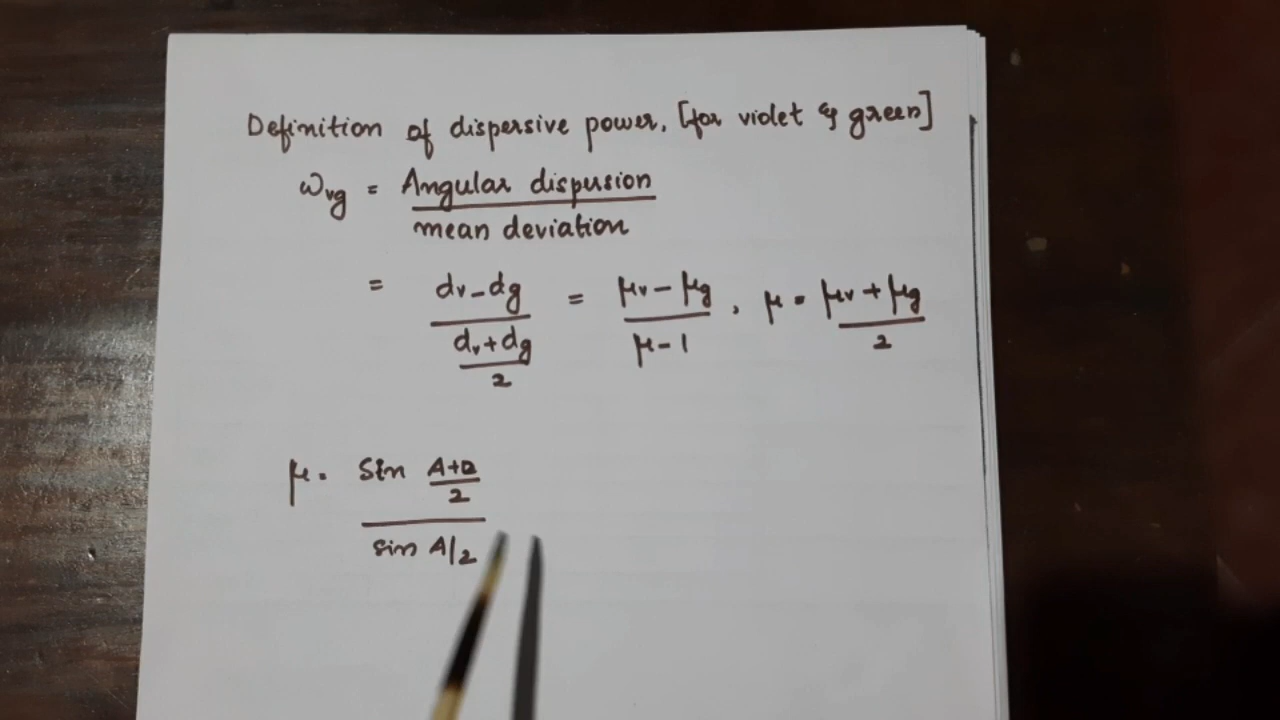 Definition of dispersive power, [for violet & green]
ωvg = Angular dispersion / mean deviation
= dv - dg / (dv + dg / 2) = μv - μg / μ - 1 , μ = μv + μg / 2
μ = Sin A+D / 2 / sin A/2